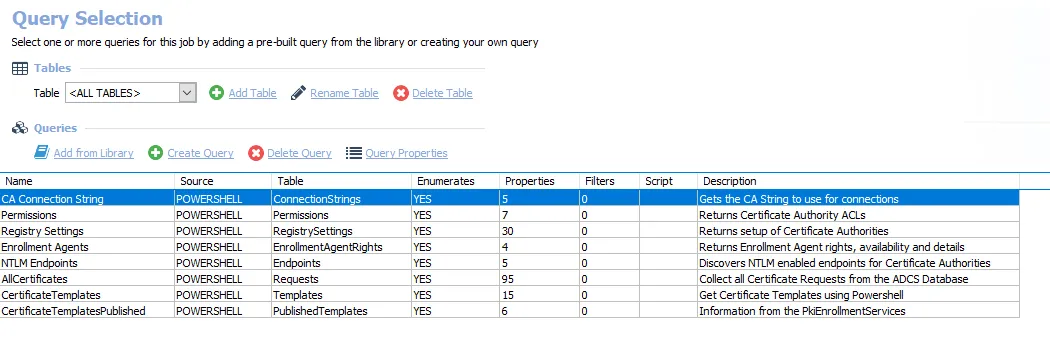 Query Selection
Select one or more queries for this job by adding a pre-built query from the library or creating your own query
Tables
Table <ALL TABLES> Add Table Rename Table Delete Table
Queries
Add from Library Create Query Delete Query Query Properties
Name Source Table Enumerates Properties Filters Script Description
CA Connection String POWERSHELL ConnectionStrings YES 5 0 Gets the CA String to use for connections
Permissions POWERSHELL Permissions YES 7 0 Returns Certificate Authority ACLs
Registry Settings POWERSHELL RegistrySettings YES 30 0 Returns setup of Certificate Authorities
Enrollment Agents POWERSHELL EnrollmentAgentRights YES 4 0 Returns Enrollment Agent rights, availability and details
NTLM Endpoints POWERSHELL Endpoints YES 5 0 Discovers NTLM enabled endpoints for Certificate Authorities
AllCertificates POWERSHELL Requests YES 95 0 Collect all Certificate Requests from the ADCS Database
CertificateTemplates POWERSHELL Templates YES 15 0 Get Certificate Templates using Powershell
CertificateTemplatesPublished POWERSHELL PublishedTemplates YES 6 0 Information from the PkiEnrollmentServices